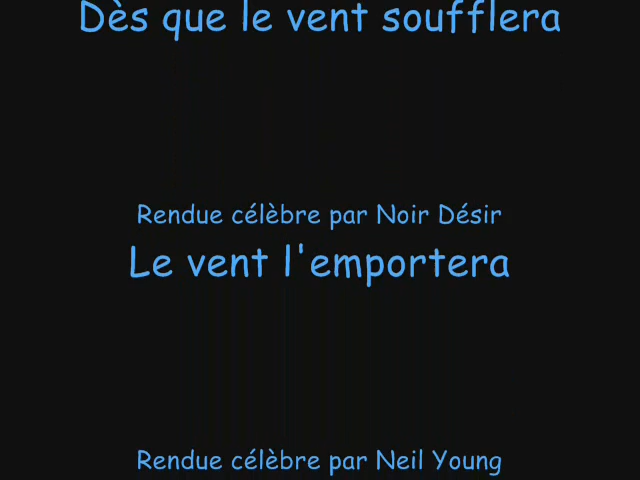 Dès que le vent soufflera
Rendue célèbre par Noir Désir
Le vent l'emportera
Rendue célèbre par Neil Young